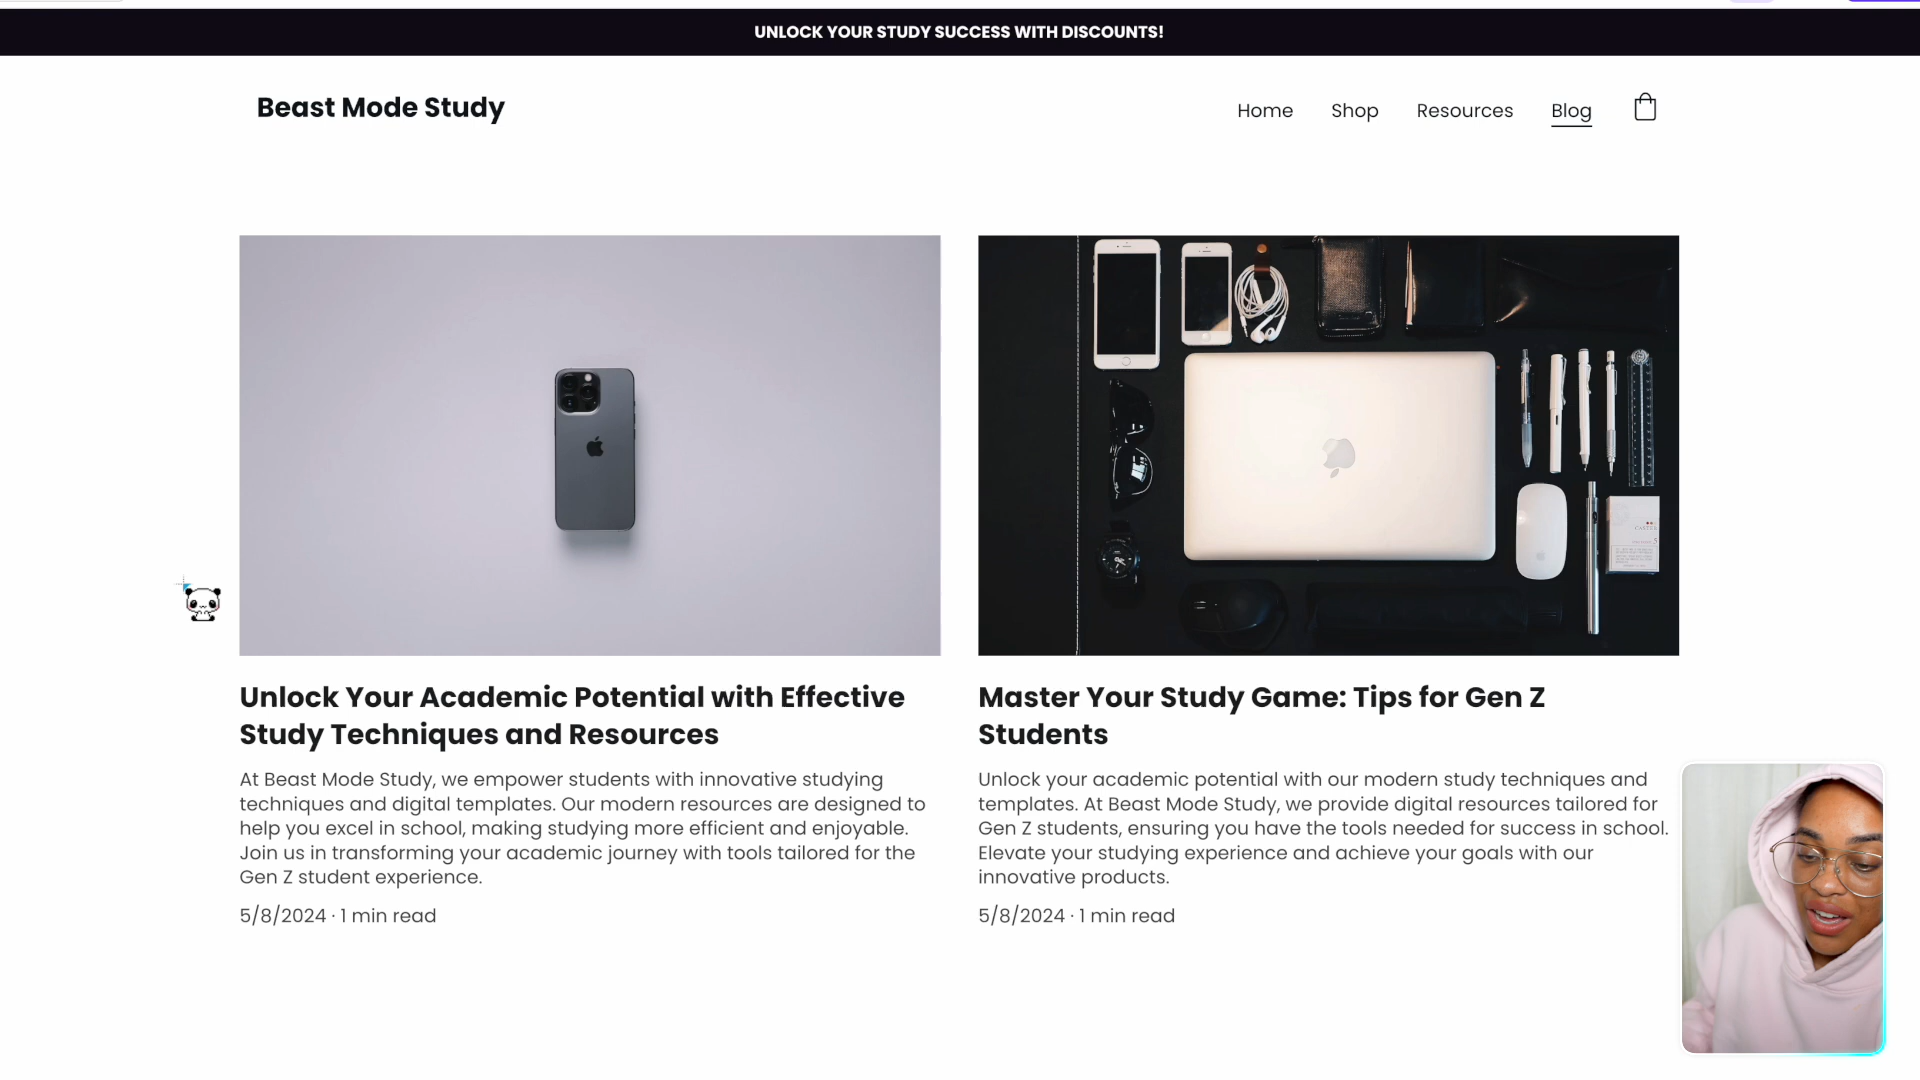 UNLOCK YOUR STUDY SUCCESS WITH DISCOUNTS!
Beast Mode Study
Home
Shop
Resources
Blog
Unlock Your Academic Potential with Effective
Study Techniques and Resources
At Beast Mode Study, we empower students with innovative studying
techniques and digital templates. Our modern resources are designed to
help you excel in school, making studying more efficient and enjoyable.
Join us in transforming your academic journey with tools tailored for the
Gen Z student experience.
5/8/2024 · 1 min read
Master Your Study Game: Tips for Gen Z
Students
Unlock your academic potential with our modern study techniques and
templates. At Beast Mode Study, we provide digital resources tailored for
Gen Z students, ensuring you have the tools needed for success in school.
Elevate your studying experience and achieve your goals with our
innovative products.
5/8/2024 · 1 min read